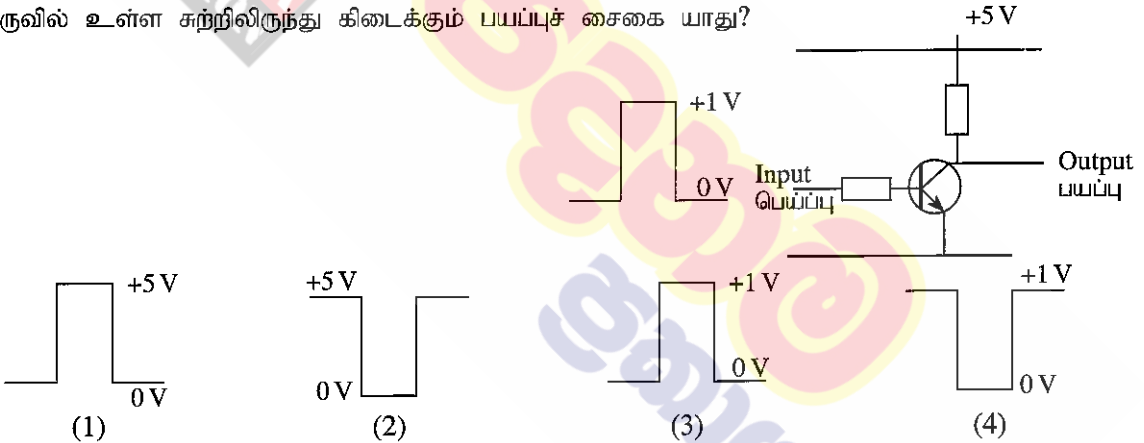 ருவில் உள்ள சுற்றிலிருந்து கிடைக்கும் பயப்புச் சைகை யாது?
+5 V
+1 V
0 V
Input
பெய்ப்பு
Output
பயப்பு
+5 V
0 V
(1)
+5 V
0 V
(2)
+1 V
0 V
(3)
+1 V
0 V
(4)